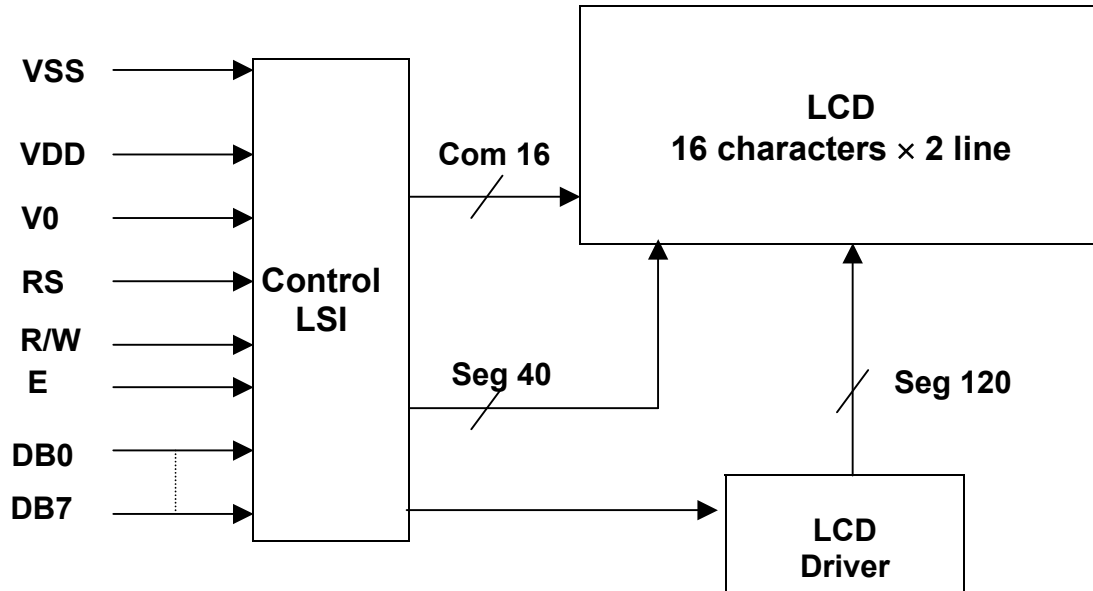 VSS
VDD
V0
RS
R/W
E
DB0
DB7
Control
LSI
Com 16
Seg 40
LCD
16 characters × 2 line
Seg 120
LCD
Driver